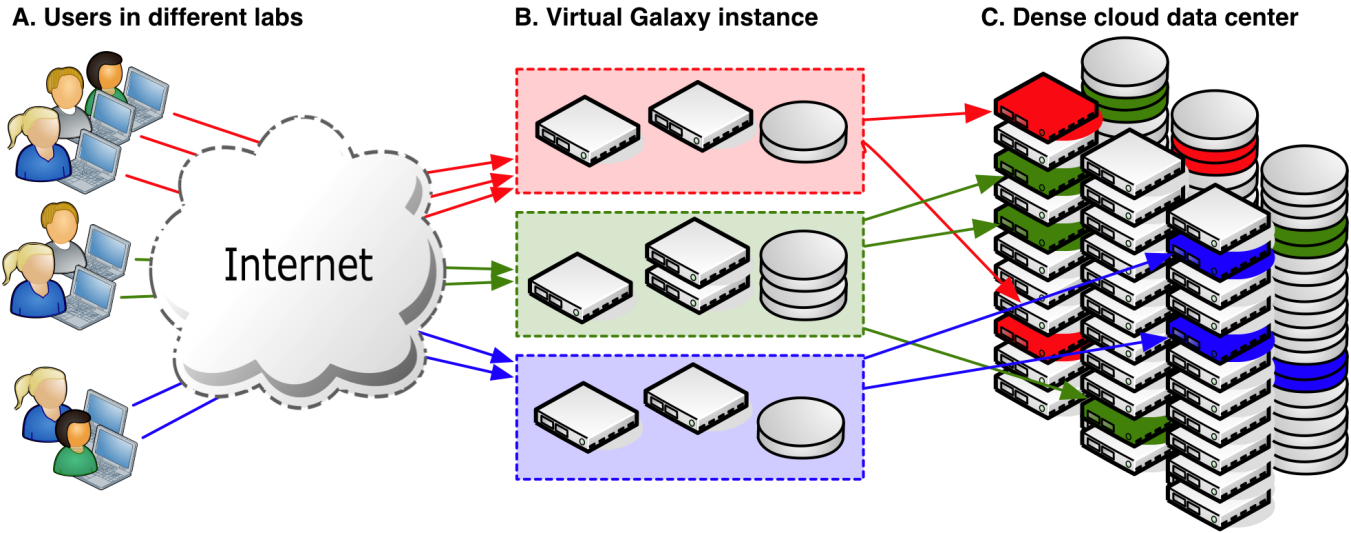 A. Users in different labs
B. Virtual Galaxy instance
C. Dense cloud data center
Internet